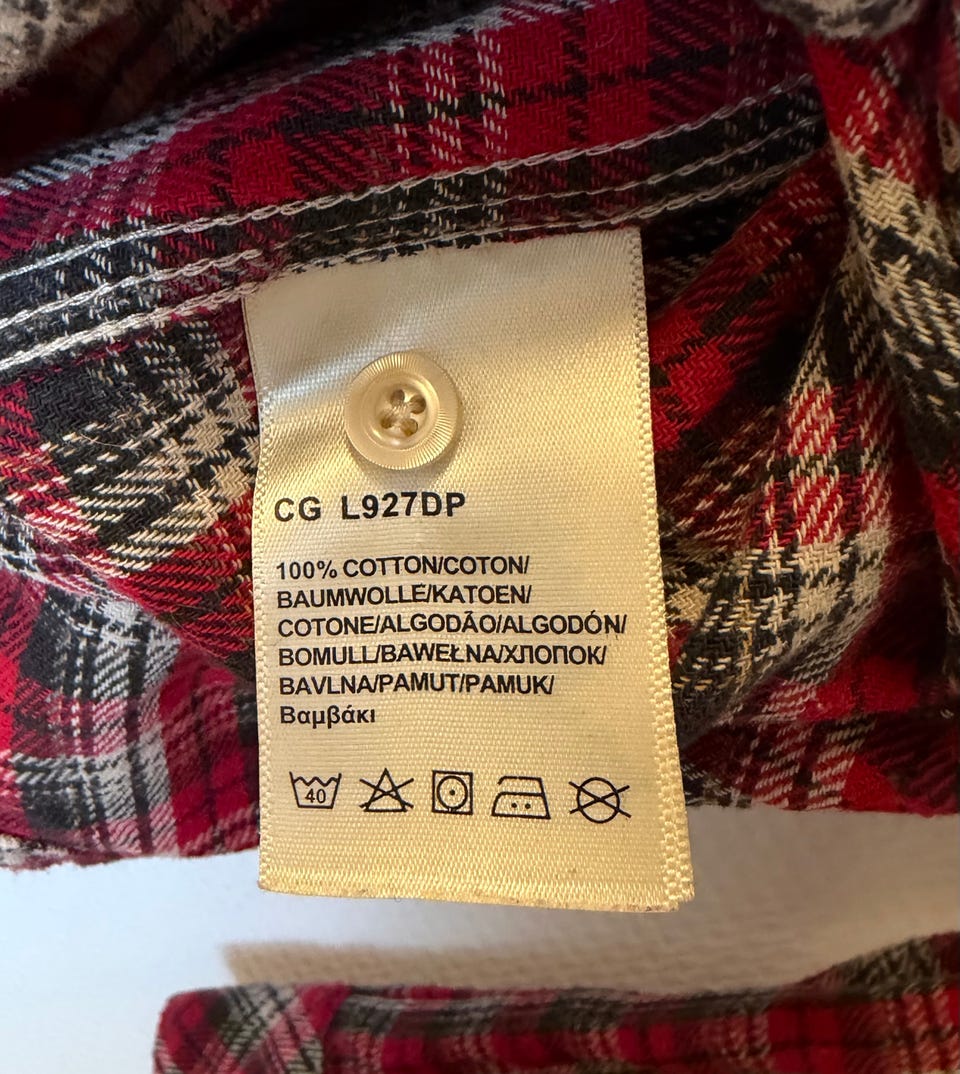 CG L927DP
100% COTTON/COTON/
BAUMWOLLE/KATOEN/
COTONE/ALGODÃO/ALGODÓN/
BOMULL/BAWEŁNA/ХЛОПОК/
BAVLNA/PAMUT/PAMUK/
Βαμβάκι
40